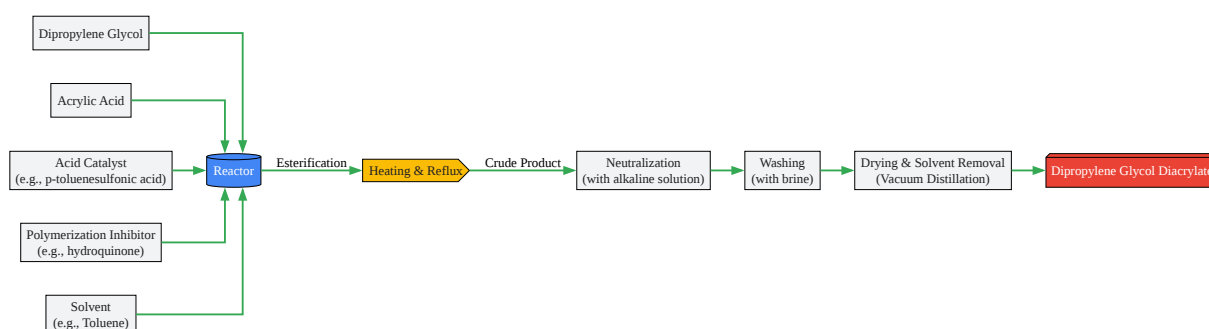 Dipropylene Glycol
Acrylic Acid
Acid Catalyst
(e.g., p-toluenesulfonic acid)
Polymerization Inhibitor
(e.g., hydroquinone)
Solvent
(e.g., Toluene)
Reactor
Esterification
Heating & Reflux
Crude Product
Neutralization
(with alkaline solution)
Washing
(with brine)
Drying & Solvent Removal
(Vacuum Distillation)
Dipropylene Glycol Diacrylate